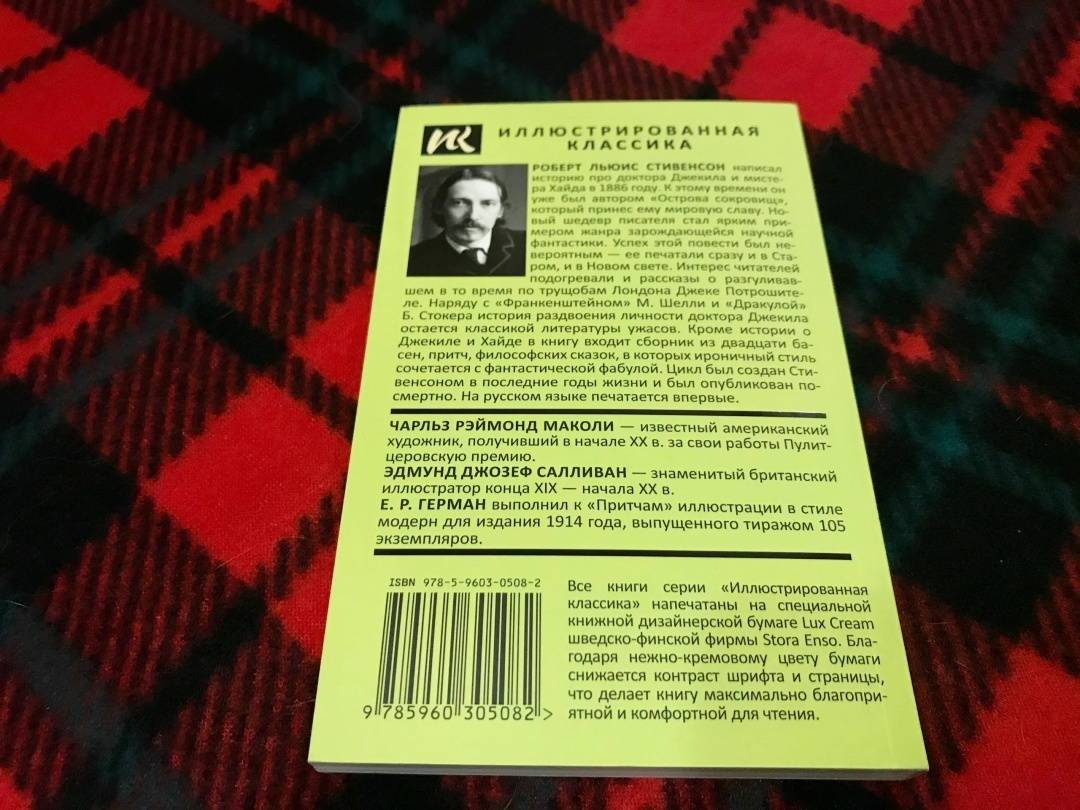 ИК
ИЛЛЮСТРИРОВАННАЯ
КЛАССИКА
РОБЕРТ ЛЬЮИС СТИВЕНСОН написал
историю про доктора Джекила и мисте-
ра Хайда в 1886 году. К этому времени он
уже был автором «Острова сокровищ»,
который принес ему мировую славу. Но-
вый шедевр писателя стал ярким при-
мером жанра зарождающейся научной
фантастики. Успех этой повести был не-
вероятным — ее печатали сразу и в Ста-
ром, и в Новом свете. Интерес читателей
подогревали и рассказы о разгуливав-
шем в то время по трущобам Лондона Джеке Потрошите-
ле. Наряду с «Франкенштейном» М. Шелли и «Дракулой»
Б. Стокера история раздвоения личности доктора Джекила
остается классикой литературы ужасов. Кроме истории о
Джекиле и Хайде в книгу входит сборник из двадцати ба-
сен, притч, философских сказок, в которых ироничный стиль
сочетается с фантастической фабулой. Цикл был создан Сти-
венсоном в последние годы жизни и был опубликован по-
смертно. На русском языке печатается впервые.
ЧАРЛЬЗ РЭЙМОНД МАКОЛИ — известный американский
художник, получивший в начале XX в. за свои работы Пулит-
церовскую премию.
ЭДМУНД ДЖОЗЕФ САЛЛИВАН — знаменитый британский
иллюстратор конца XIX — начала XX в.
Е. Р. ГЕРМАН выполнил к «Притчам» иллюстрации в стиле
модерн для издания 1914 года, выпущенного тиражом 105
экземпляров.
ISBN 978-5-9603-0508-2
9 785960 305082 >
Все книги серии «Иллюстрированная
классика» напечатаны на специальной
книжной дизайнерской бумаге Lux Cream
шведско-финской фирмы Stora Enso. Бла-
годаря нежно-кремовому цвету бумаги
снижается контраст шрифта и страницы,
что делает книгу максимально благопри-
ятной и комфортной для чтения.